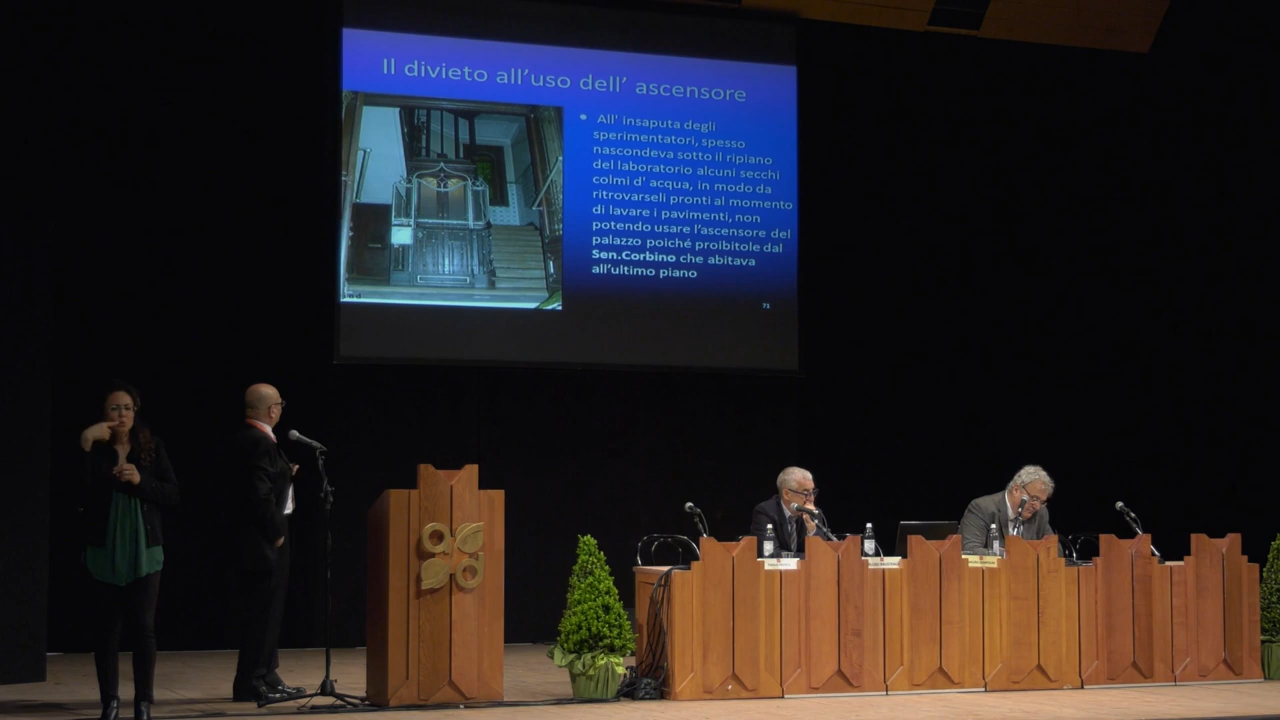 Il divieto all'uso dell' ascensore
• All' insaputa degli
sperimentatori, spesso
nascondeva sotto il ripiano
del laboratorio alcuni secchi
colmi d' acqua, in modo da
ritrovarseli pronti al momento
di lavare i pavimenti, non
potendo usare l'ascensore del
palazzo poiché proibitole dal
Sen.Corbino che abitava
all'ultimo piano